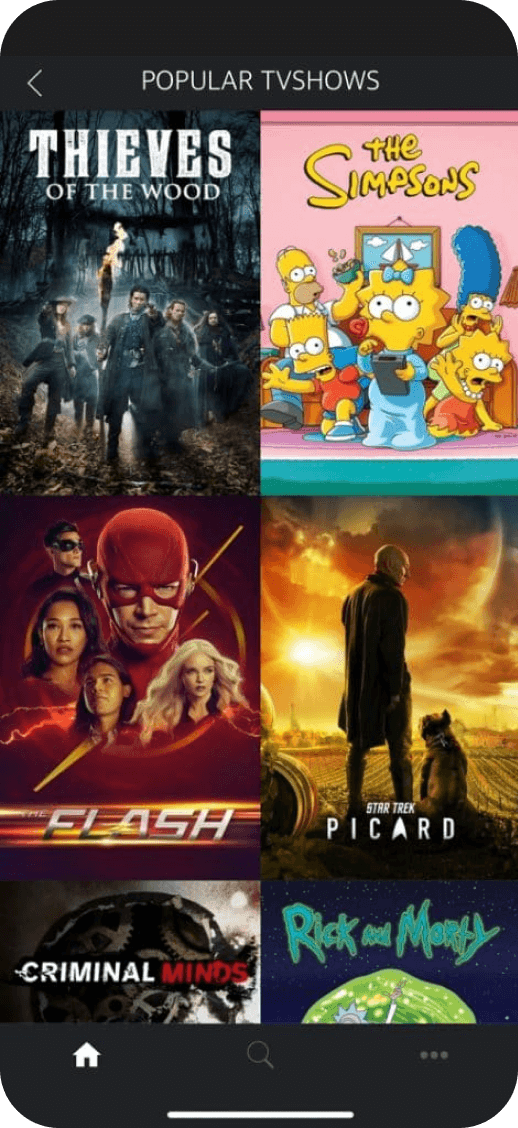 POPULAR TVSHOWS
THIEVES
OF THE WOOD
THE
SIMPSONS
THE
FLASH
STAR TREK
PICARD
CRIMINAL MINDS
RICK AND MORTY